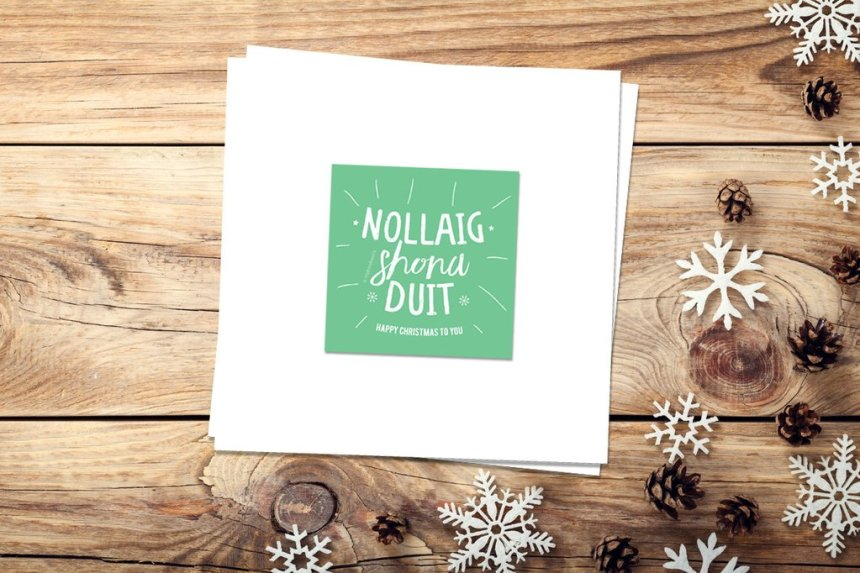 NOLLAIG
shona
DUIT
HAPPY CHRISTMAS TO YOU